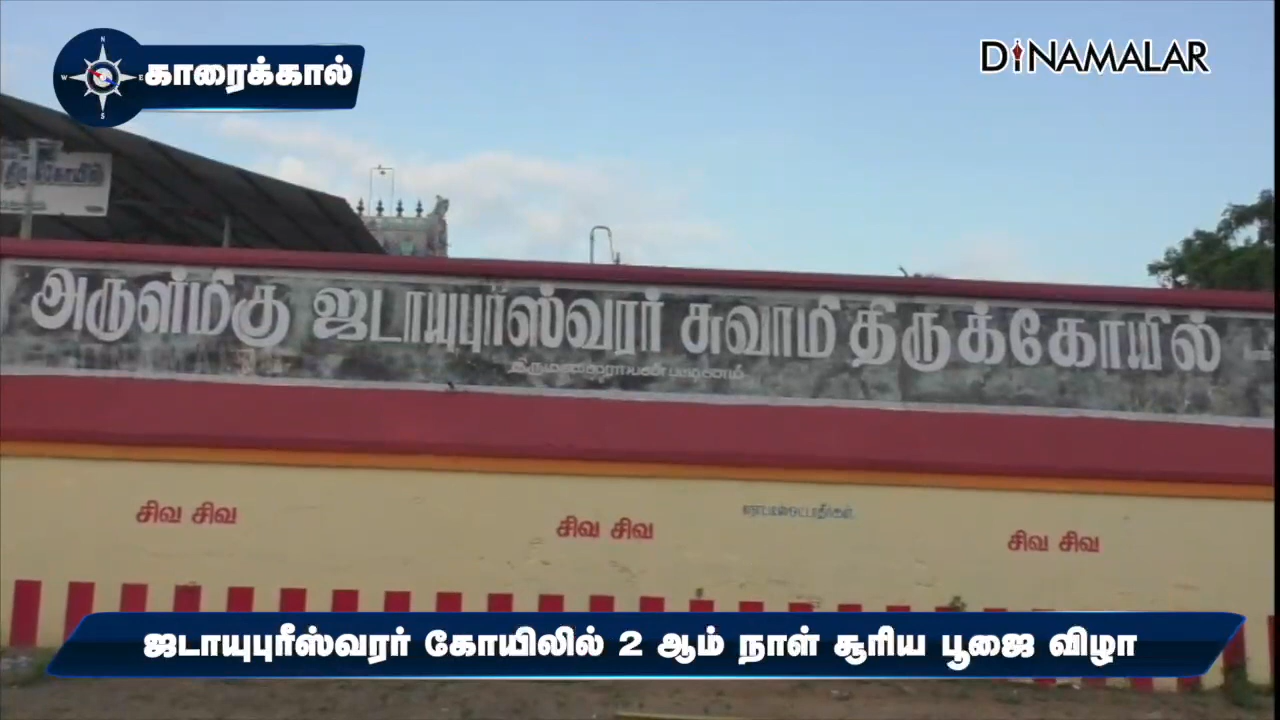 காரைக்கால்
DINAMALAR
திருக்கோயில்
அருள்மிகு ஜடாயுபுரீஸ்வரர் சுவாமி திருக்கோயில்
சிவ சிவ
சிவ சிவ
சிவ சிவ
ஜடாயுபுரீஸ்வரர் கோயிலில் 2 ஆம் நாள் சூரிய பூஜை விழா